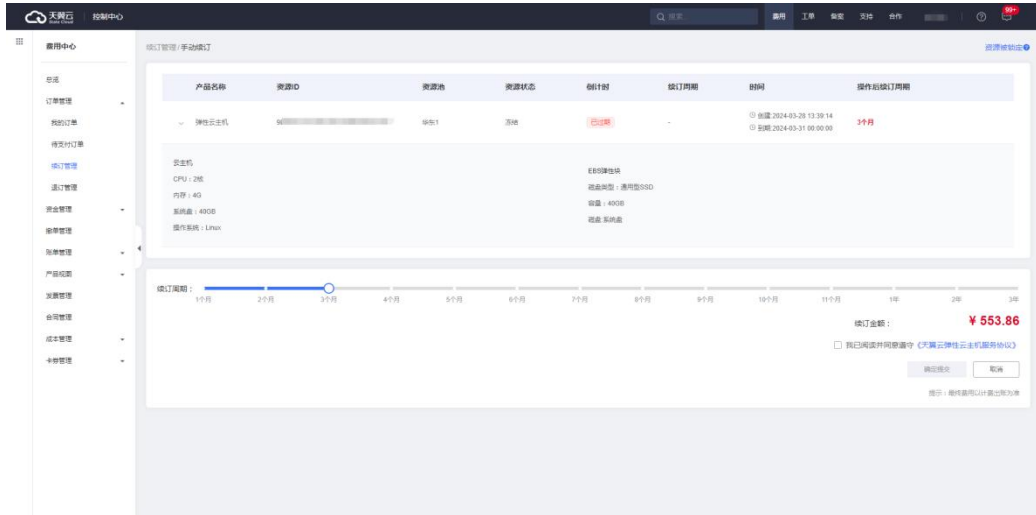 天翼云
State Cloud
控制中心
搜索...
费用
工单
备案
支持
合作
99+
费用中心
总览
订单管理
我的订单
待支付订单
续订管理
退订管理
资金管理
账单管理
产品视图
发票管理
合同管理
成本管理
卡券管理
续订管理/手动续订
产品名称 资源ID 资源池 资源状态 倒计时 续订周期 时间 操作后续订周期
弹性云主机 华东1 冻结 已过期 - 创建:2024-03-28 13:39:14 3个月
到期:2024-03-31 00:00:00
云主机
CPU：2核
内存：4G
系统盘：40GB
操作系统：Linux
EBS弹性块
磁盘类型：通用型SSD
容量：40GB
磁盘:系统盘
续订周期：
1个月 2个月 3个月 4个月 5个月 6个月 7个月 8个月 9个月 10个月 11个月 1年 2年 3年
续订金额： ¥ 553.86
我已阅读并同意遵守《天翼云弹性云主机服务协议》
确定提交
取消
提示：最终费用以计费出账为准